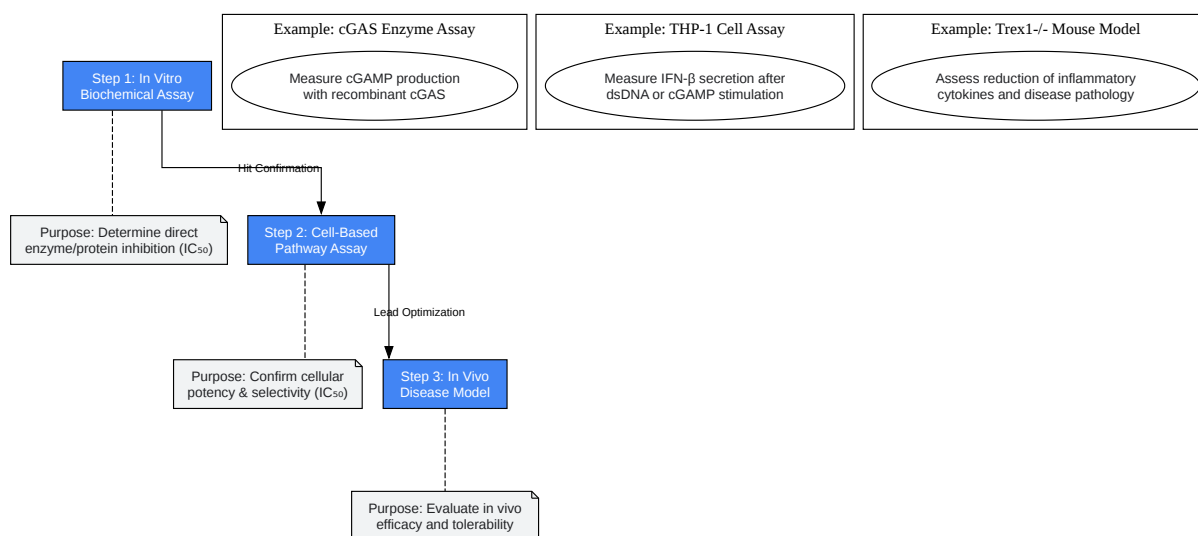 Example: cGAS Enzyme Assay
Measure cGAMP production
with recombinant cGAS
Example: THP-1 Cell Assay
Measure IFN-β secretion after
dsDNA or cGAMP stimulation
Example: Trex1-/- Mouse Model
Assess reduction of inflammatory
cytokines and disease pathology
Step 1: In Vitro
Biochemical Assay
Hit Confirmation
Purpose: Determine direct
enzyme/protein inhibition (IC₅₀)
Step 2: Cell-Based
Pathway Assay
Lead Optimization
Purpose: Confirm cellular
potency & selectivity (IC₅₀)
Step 3: In Vivo
Disease Model
Purpose: Evaluate in vivo
efficacy and tolerability